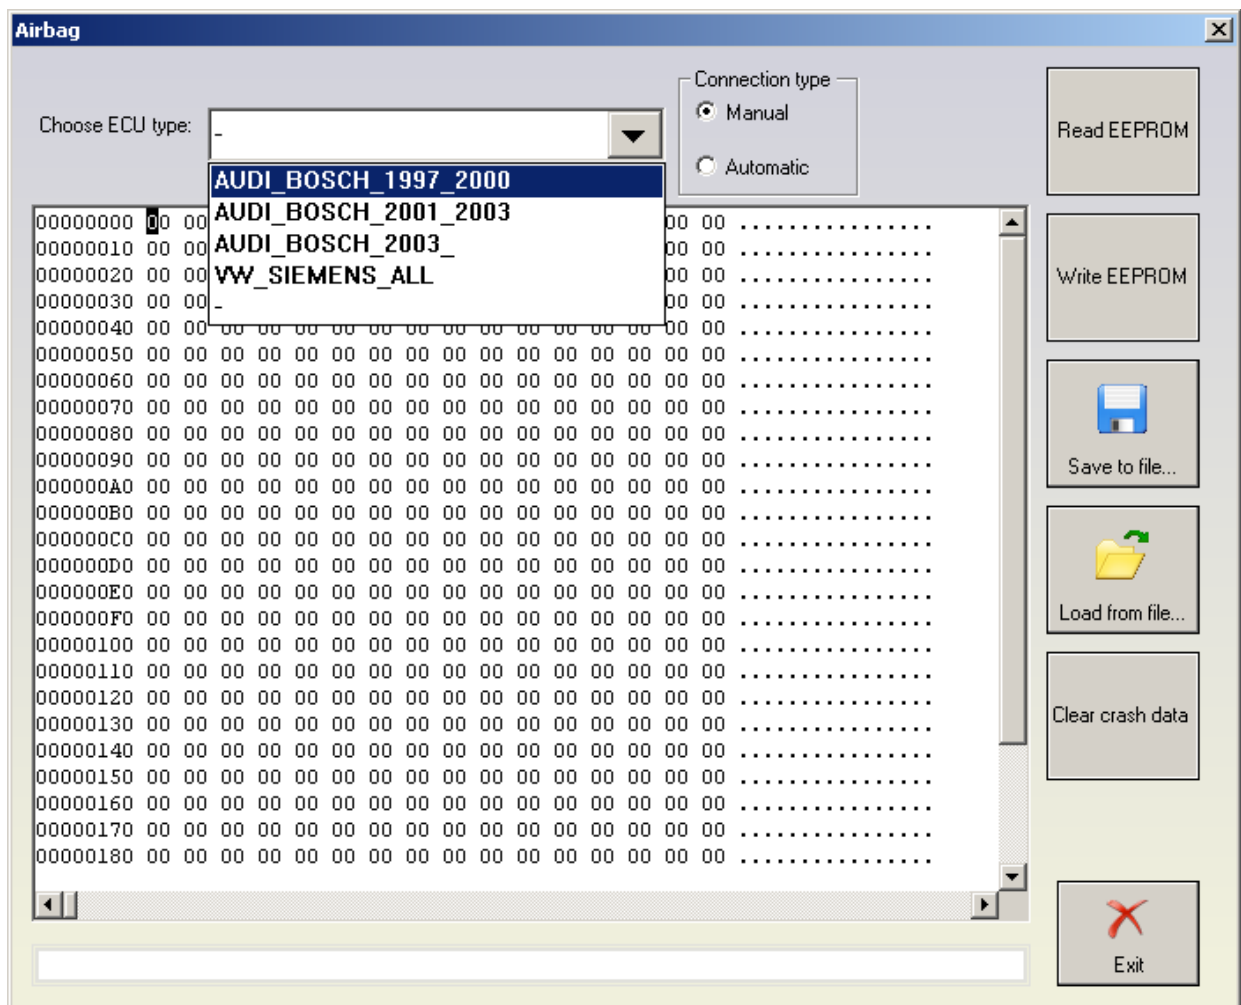 Airbag
Connection type
Manual
Automatic
Choose ECU type:
-
AUDI_BOSCH_1997_2000
AUDI_BOSCH_2001_2003
AUDI_BOSCH_2003_
VW_SIEMENS_ALL
-
00000000 00 00 00 00 ................
00000010 00 00 00 00 ................
00000020 00 00 00 00 ................
00000030 00 00 00 00 ................
00000040 00 00 00 00 00 00 00 00 00 00 00 00 00 00 00 00 ................
00000050 00 00 00 00 00 00 00 00 00 00 00 00 00 00 00 00 ................
00000060 00 00 00 00 00 00 00 00 00 00 00 00 00 00 00 00 ................
00000070 00 00 00 00 00 00 00 00 00 00 00 00 00 00 00 00 ................
00000080 00 00 00 00 00 00 00 00 00 00 00 00 00 00 00 00 ................
00000090 00 00 00 00 00 00 00 00 00 00 00 00 00 00 00 00 ................
000000A0 00 00 00 00 00 00 00 00 00 00 00 00 00 00 00 00 ................
000000B0 00 00 00 00 00 00 00 00 00 00 00 00 00 00 00 00 ................
000000C0 00 00 00 00 00 00 00 00 00 00 00 00 00 00 00 00 ................
000000D0 00 00 00 00 00 00 00 00 00 00 00 00 00 00 00 00 ................
000000E0 00 00 00 00 00 00 00 00 00 00 00 00 00 00 00 00 ................
000000F0 00 00 00 00 00 00 00 00 00 00 00 00 00 00 00 00 ................
00000100 00 00 00 00 00 00 00 00 00 00 00 00 00 00 00 00 ................
00000110 00 00 00 00 00 00 00 00 00 00 00 00 00 00 00 00 ................
00000120 00 00 00 00 00 00 00 00 00 00 00 00 00 00 00 00 ................
00000130 00 00 00 00 00 00 00 00 00 00 00 00 00 00 00 00 ................
00000140 00 00 00 00 00 00 00 00 00 00 00 00 00 00 00 00 ................
00000150 00 00 00 00 00 00 00 00 00 00 00 00 00 00 00 00 ................
00000160 00 00 00 00 00 00 00 00 00 00 00 00 00 00 00 00 ................
00000170 00 00 00 00 00 00 00 00 00 00 00 00 00 00 00 00 ................
00000180 00 00 00 00 00 00 00 00 00 00 00 00 00 00 00 00 ................
Read EEPROM
Write EEPROM
Save to file...
Load from file...
Clear crash data
Exit